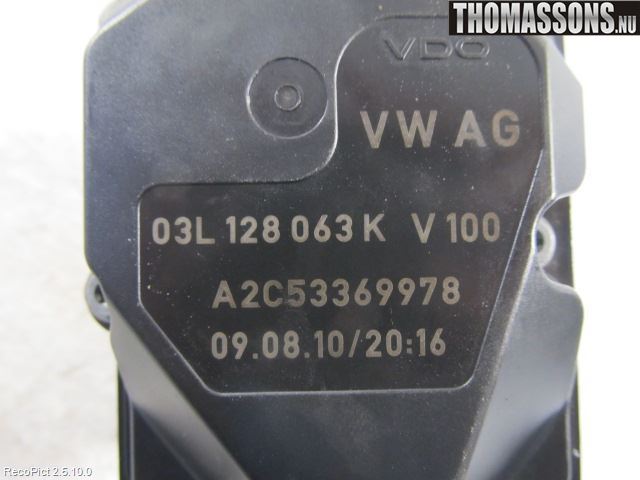 THOMASSONS.NU
VDO
VW AG
03L 128 063 K V 100
A2C53369978
09.08.10/20:16
RecoPict 2.5.10.0